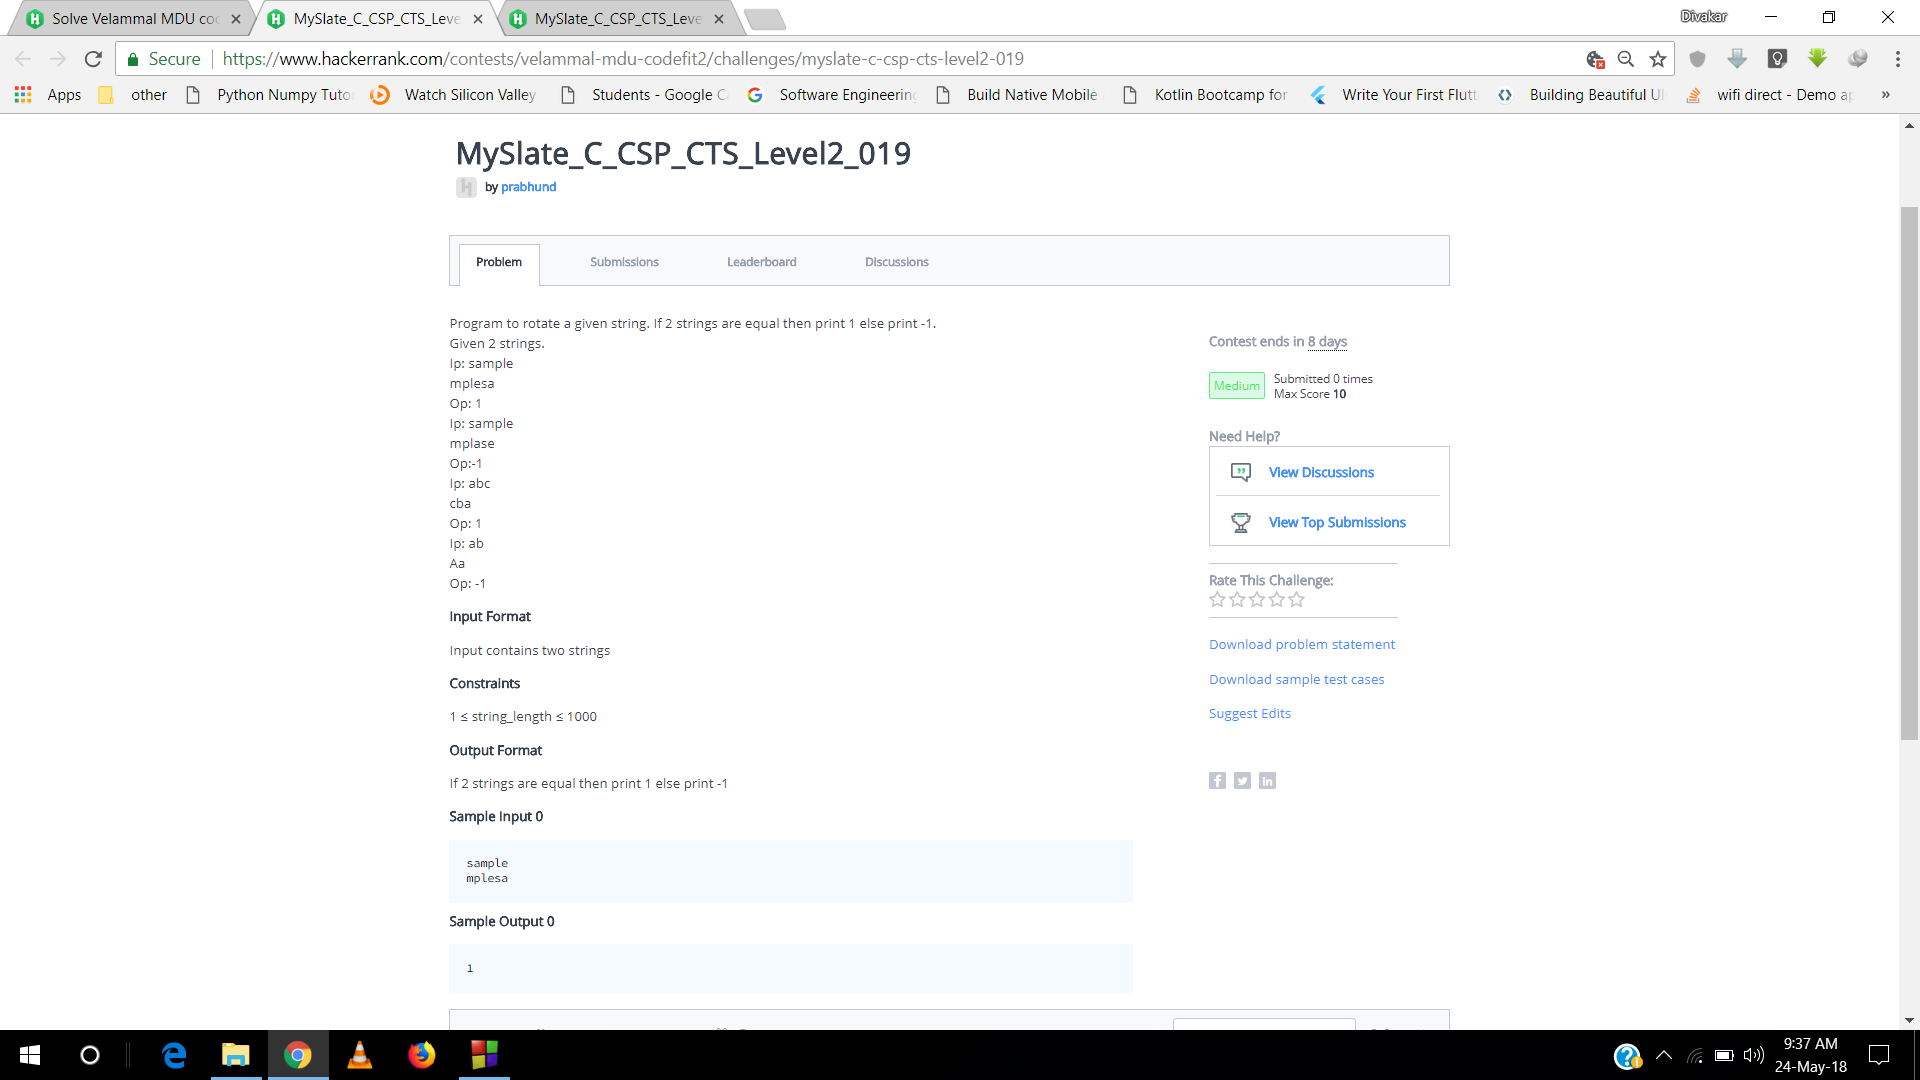 Solve Velammal MDU co
MySlate_C_CSP_CTS_Leve
MySlate_C_CSP_CTS_Leve
Divakar
Secure
https://www.hackerrank.com/contests/velammal-mdu-codefit2/challenges/myslate-c-csp-cts-level2-019
Apps
other
Python Numpy Tuto
Watch Silicon Valley
Students - Google C
Software Engineering
Build Native Mobile
Kotlin Bootcamp for
Write Your First Flutt
Building Beautiful UI
wifi direct - Demo ap
»
MySlate_C_CSP_CTS_Level2_019
by prabhund
Problem
Submissions
Leaderboard
Discussions
Program to rotate a given string. If 2 strings are equal then print 1 else print -1.
Given 2 strings.
Ip: sample
mplesa
Op: 1
Ip: sample
mplase
Op:-1
Ip: abc
cba
Op: 1
Ip: ab
Aa
Op: -1
Input Format
Input contains two strings
Constraints
1 ≤ string_length ≤ 1000
Output Format
If 2 strings are equal then print 1 else print -1
Sample Input 0
sample
mplesa
Sample Output 0
1
Contest ends in 8 days
Medium
Submitted 0 times
Max Score 10
Need Help?
View Discussions
View Top Submissions
Rate This Challenge:
Download problem statement
Download sample test cases
Suggest Edits
9:37 AM
24-May-18